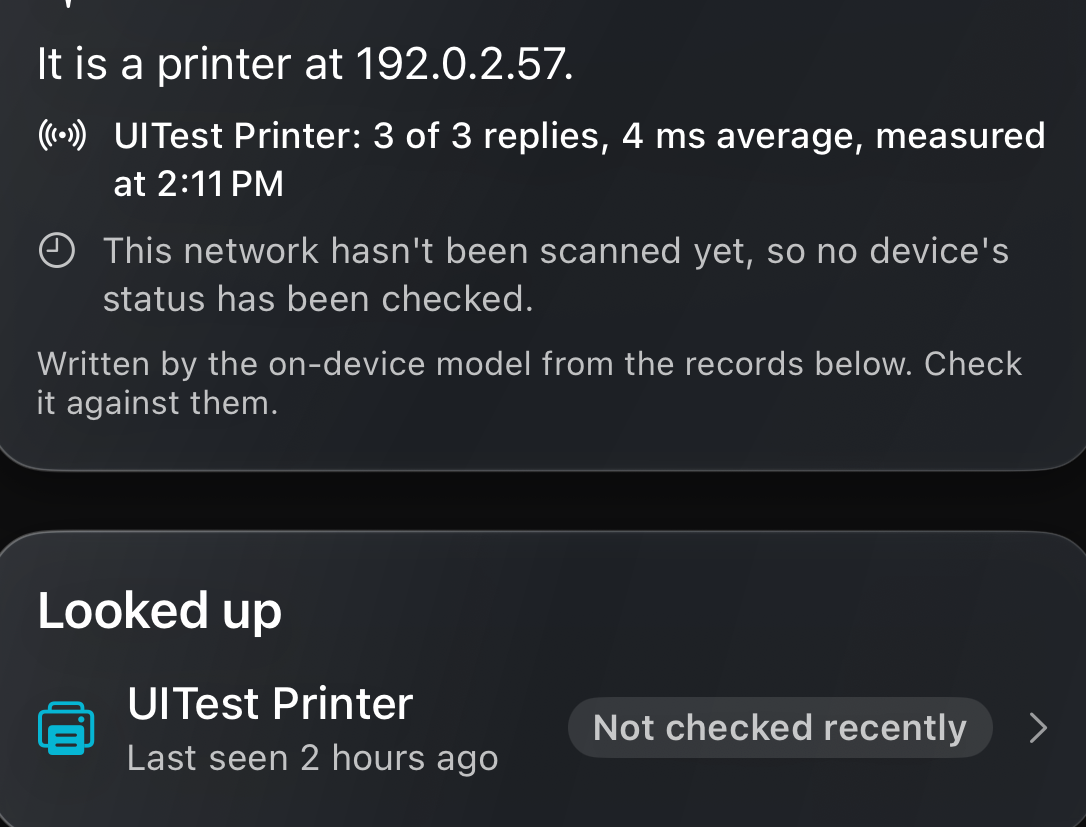 It is a printer at 192.0.2.57.
UITest Printer: 3 of 3 replies, 4 ms average, measured
at 2:11 PM
This network hasn't been scanned yet, so no device's
status has been checked.
Written by the on-device model from the records below. Check
it against them.
Looked up
UITest Printer
Not checked recently
Last seen 2 hours ago